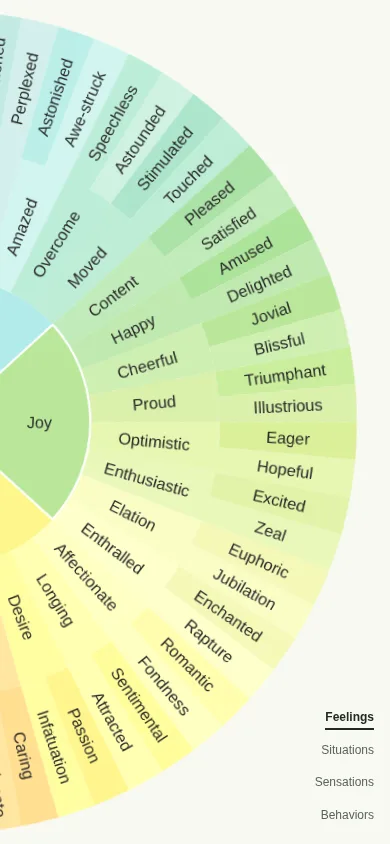 Perplexed
Astonished
Awe-struck
Speechless
Astounded
Stimulated
Touched
Pleased
Satisfied
Amused
Delighted
Jovial
Blissful
Triumphant
Illustrious
Eager
Hopeful
Excited
Zeal
Euphoric
Jubilation
Enchanted
Rapture
Romantic
Fondness
Sentimental
Attracted
Passion
Infatuation
Caring
Amazed
Overcome
Moved
Content
Happy
Cheerful
Proud
Optimistic
Enthusiastic
Elation
Enthralled
Affectionate
Longing
Desire
Joy
Feelings
Situations
Sensations
Behaviors